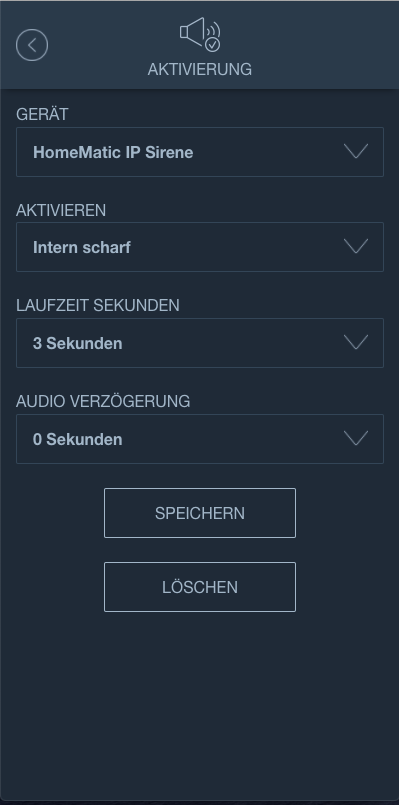 AKTIVIERUNG
GERÄT
HomeMatic IP Sirene
AKTIVIEREN
Intern scharf
LAUFZEIT SEKUNDEN
3 Sekunden
AUDIO VERZÖGERUNG
0 Sekunden
SPEICHERN
LÖSCHEN